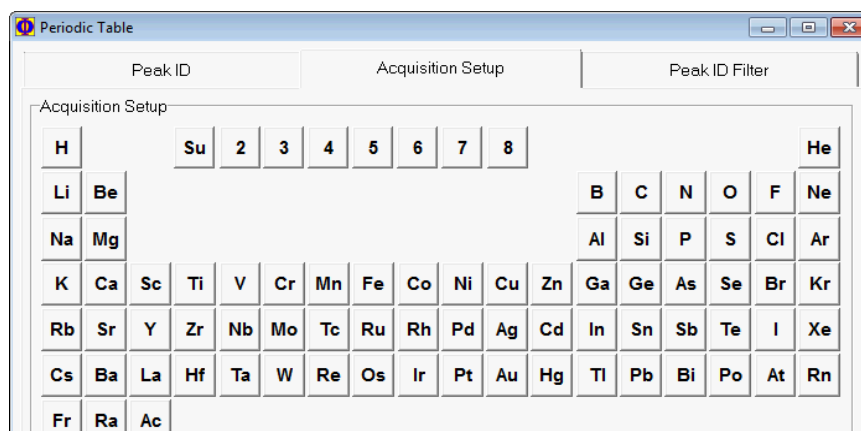 Periodic Table
Peak ID Acquisition Setup Peak ID Filter
Acquisition Setup
H Su 2 3 4 5 6 7 8 He
Li Be B C N O F Ne
Na Mg Al Si P S Cl Ar
K Ca Sc Ti V Cr Mn Fe Co Ni Cu Zn Ga Ge As Se Br Kr
Rb Sr Y Zr Nb Mo Tc Ru Rh Pd Ag Cd In Sn Sb Te I Xe
Cs Ba La Hf Ta W Re Os Ir Pt Au Hg Tl Pb Bi Po At Rn
Fr Ra Ac